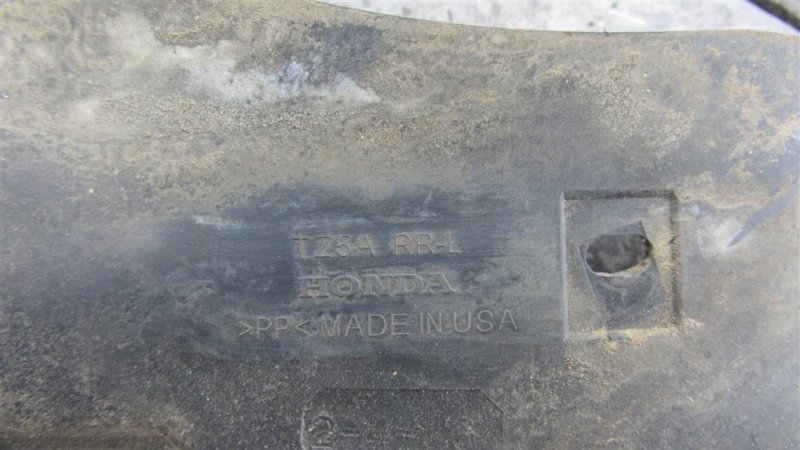 TZ5A RR-L
HONDA
>PP< MADE IN USA